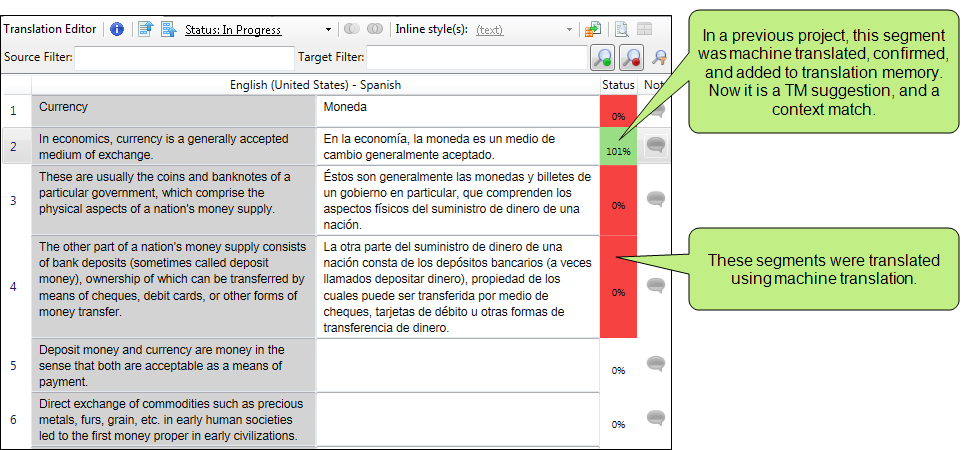 Translation Editor
Status: In Progress
Inline style(s): (text)
Source Filter:
Target Filter:
English (United States) - Spanish
Status
Not
1
Currency
Moneda
0%
2
In economics, currency is a generally accepted
medium of exchange.
En la economía, la moneda es un medio de
cambio generalmente aceptado.
101%
3
These are usually the coins and banknotes of a
particular government, which comprise the
physical aspects of a nation's money supply.
Éstos son generalmente las monedas y billetes de
un gobierno en particular, que comprenden los
aspectos físicos del suministro de dinero de una
nación.
0%
4
The other part of a nation's money supply consists
of bank deposits (sometimes called deposit
money), ownership of which can be transferred by
means of cheques, debit cards, or other forms of
money transfer.
La otra parte del suministro de dinero de una
nación consta de los depósitos bancarios (a veces
llamados depositar dinero), propiedad de los
cuales puede ser transferida por medio de
cheques, tarjetas de débito u otras formas de
transferencia de dinero.
0%
5
Deposit money and currency are money in the
sense that both are acceptable as a means of
payment.
0%
6
Direct exchange of commodities such as precious
metals, furs, grain, etc. in early human societies
led to the first money proper in early civilizations.
0%
In a previous project, this segment
was machine translated, confirmed,
and added to translation memory.
Now it is a TM suggestion, and a
context match.
These segments were translated
using machine translation.